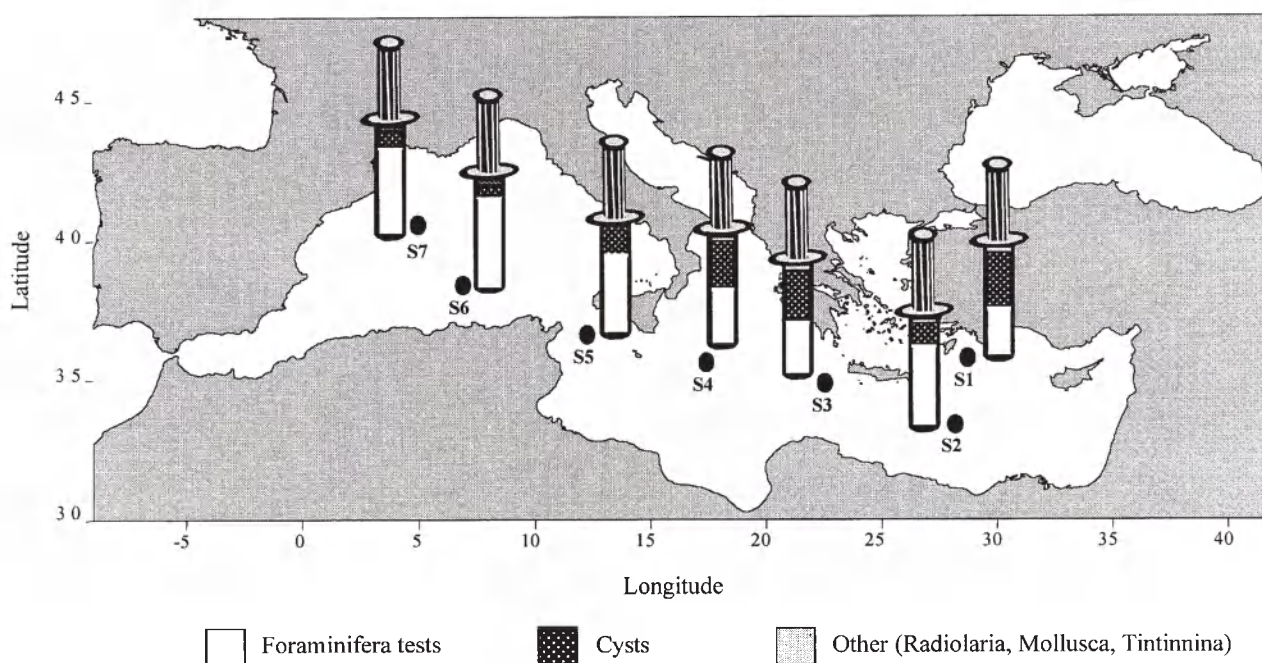 45
40
35
30
Latitude
S7
S6
S5
S4
S3
S2
S1
-5 0 5 10 15 20 25 30 35 40
Longitude
Foraminifera tests Cysts Other (Radiolaria, Mollusca, Tintinnina)